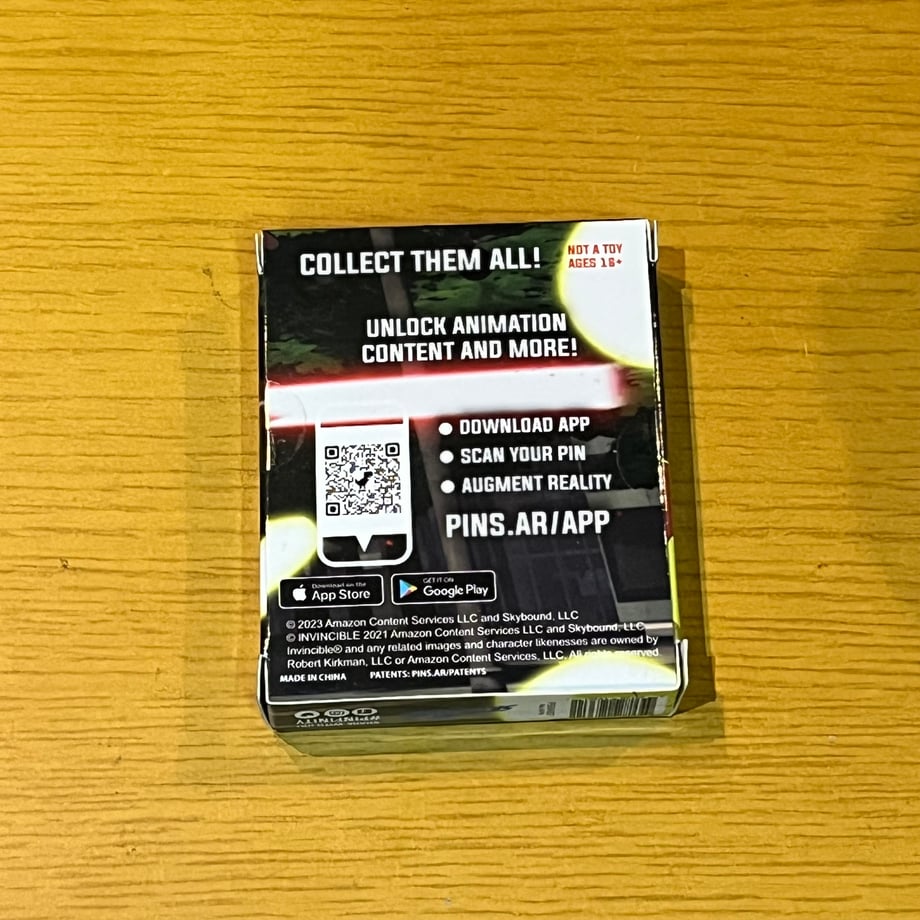 COLLECT THEM ALL!
NOT A TOY
AGES 16+
UNLOCK ANIMATION
CONTENT AND MORE!
DOWNLOAD APP
SCAN YOUR PIN
AUGMENT REALITY
PINS.AR/APP
Download on the
App Store
GET IT ON
Google Play
© 2023 Amazon Content Services LLC and Skybound, LLC
© INVINCIBLE 2021 Amazon Content Services LLC and Skybound, LLC
Invincible® and any related images and character likenesses are owned by
Robert Kirkman, LLC or Amazon Content Services, LLC. All rights reserved
MADE IN CHINA
PATENTS: PINS.AR/PATENTS